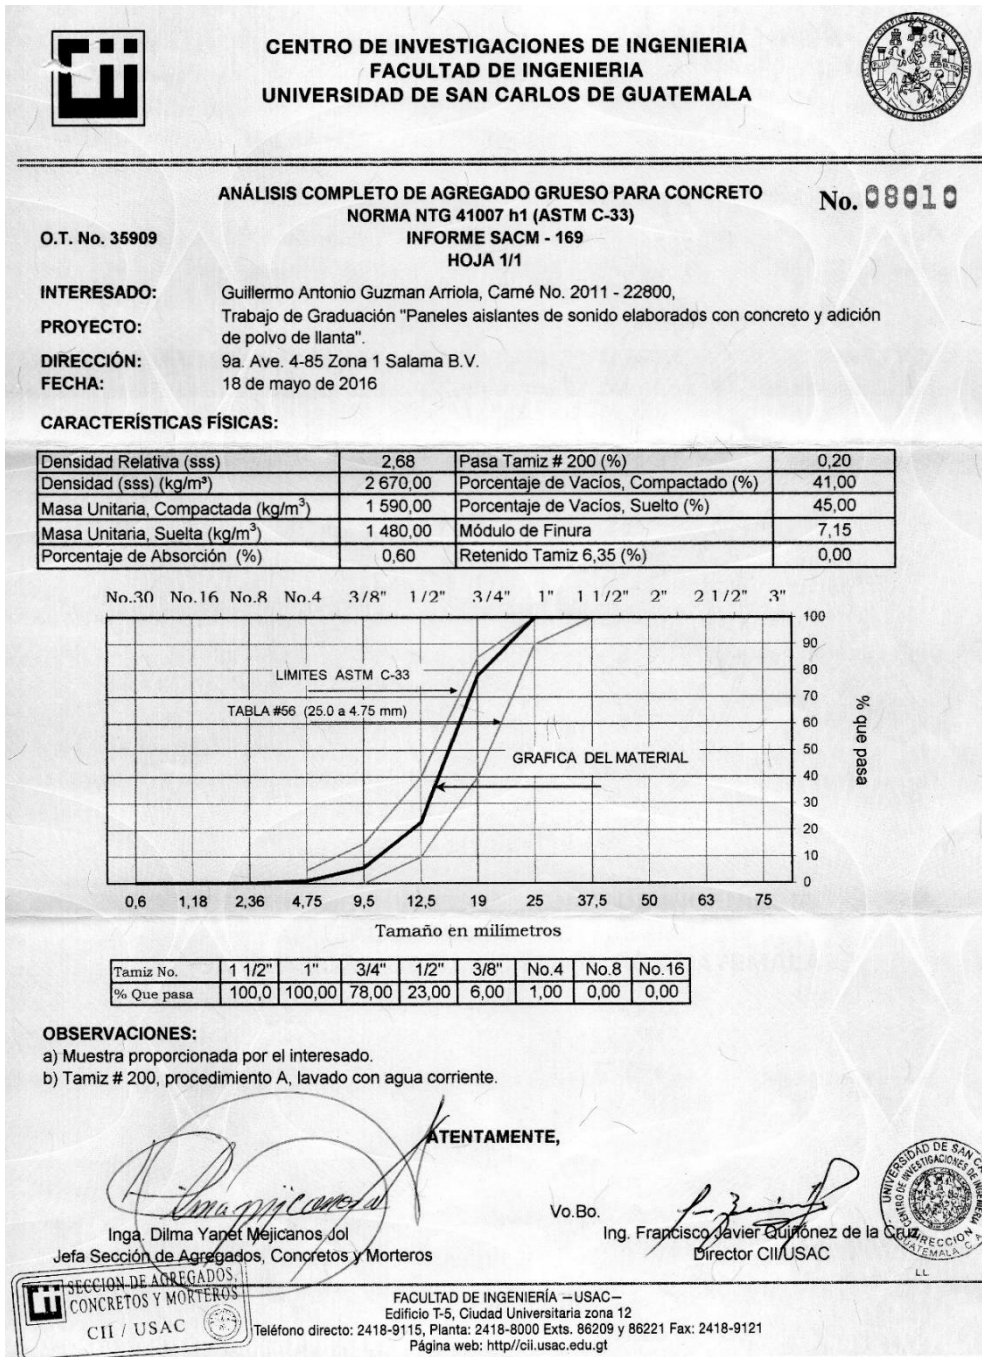 CENTRO DE INVESTIGACIONES DE INGENIERIA
FACULTAD DE INGENIERIA
UNIVERSIDAD DE SAN CARLOS DE GUATEMALA
ANÁLISIS COMPLETO DE AGREGADO GRUESO PARA CONCRETO
No. 08010
NORMA NTG 41007 h1 (ASTM C-33)
O.T. No. 35909
INFORME SACM - 169
HOJA 1/1
INTERESADO: Guillermo Antonio Guzman Arriola, Carné No. 2011 - 22800,
PROYECTO: Trabajo de Graduación "Paneles aislantes de sonido elaborados con concreto y adición
de polvo de llanta".
DIRECCIÓN: 9a. Ave. 4-85 Zona 1 Salama B.V.
FECHA: 18 de mayo de 2016
CARACTERÍSTICAS FÍSICAS:
Densidad Relativa (sss) 2,68 Pasa Tamiz # 200 (%) 0,20
Densidad (sss) (kg/m³) 2 670,00 Porcentaje de Vacíos, Compactado (%) 41,00
Masa Unitaria, Compactada (kg/m³) 1 590,00 Porcentaje de Vacíos, Suelto (%) 45,00
Masa Unitaria, Suelta (kg/m³) 1 480,00 Módulo de Finura 7,15
Porcentaje de Absorción (%) 0,60 Retenido Tamiz 6,35 (%) 0,00
No.30 No.16 No.8 No.4 3/8" 1/2" 3/4" 1" 1 1/2" 2" 2 1/2" 3"
100
90
80
70
60
50
40
30
20
10
0
% que pasa
LIMITES ASTM C-33
TABLA #56 (25.0 a 4.75 mm)
GRAFICA DEL MATERIAL
0,6 1,18 2,36 4,75 9,5 12,5 19 25 37,5 50 63 75
Tamaño en milímetros
Tamiz No. 1 1/2" 1" 3/4" 1/2" 3/8" No.4 No.8 No.16
% Que pasa 100,0 100,00 78,00 23,00 6,00 1,00 0,00 0,00
OBSERVACIONES:
a) Muestra proporcionada por el interesado.
b) Tamiz # 200, procedimiento A, lavado con agua corriente.
ATENTAMENTE,
Vo.Bo.
Inga. Dilma Yanet Mejicanos Jol
Jefa Sección de Agregados, Concretos y Morteros
Ing. Francisco Javier Quiñónez de la Cruz
Director CII/USAC
LL
SECCION DE AGREGADOS,
CONCRETOS Y MORTEROS
CII / USAC
FACULTAD DE INGENIERÍA —USAC—
Edificio T-5, Ciudad Universitaria zona 12
Teléfono directo: 2418-9115, Planta: 2418-8000 Exts. 86209 y 86221 Fax: 2418-9121
Página web: http//cii.usac.edu.gt